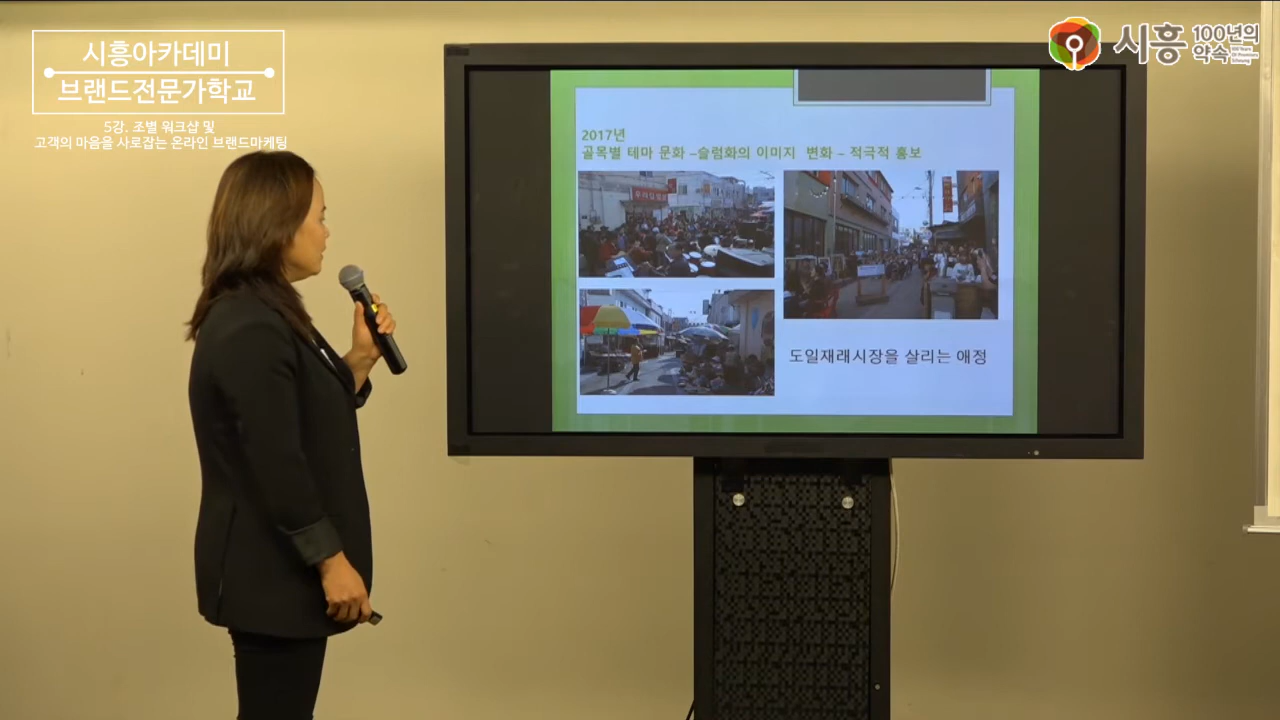 시흥아카데미
브랜드전문가학교
5강. 조별 워크샵 및
고객의 마음을 사로잡는 온라인 브랜드마케팅
시흥 100년의
약속
2017년
골목별 테마 문화 –슬럼화의 이미지 변화 – 적극적 홍보
도일재래시장을 살리는 애정